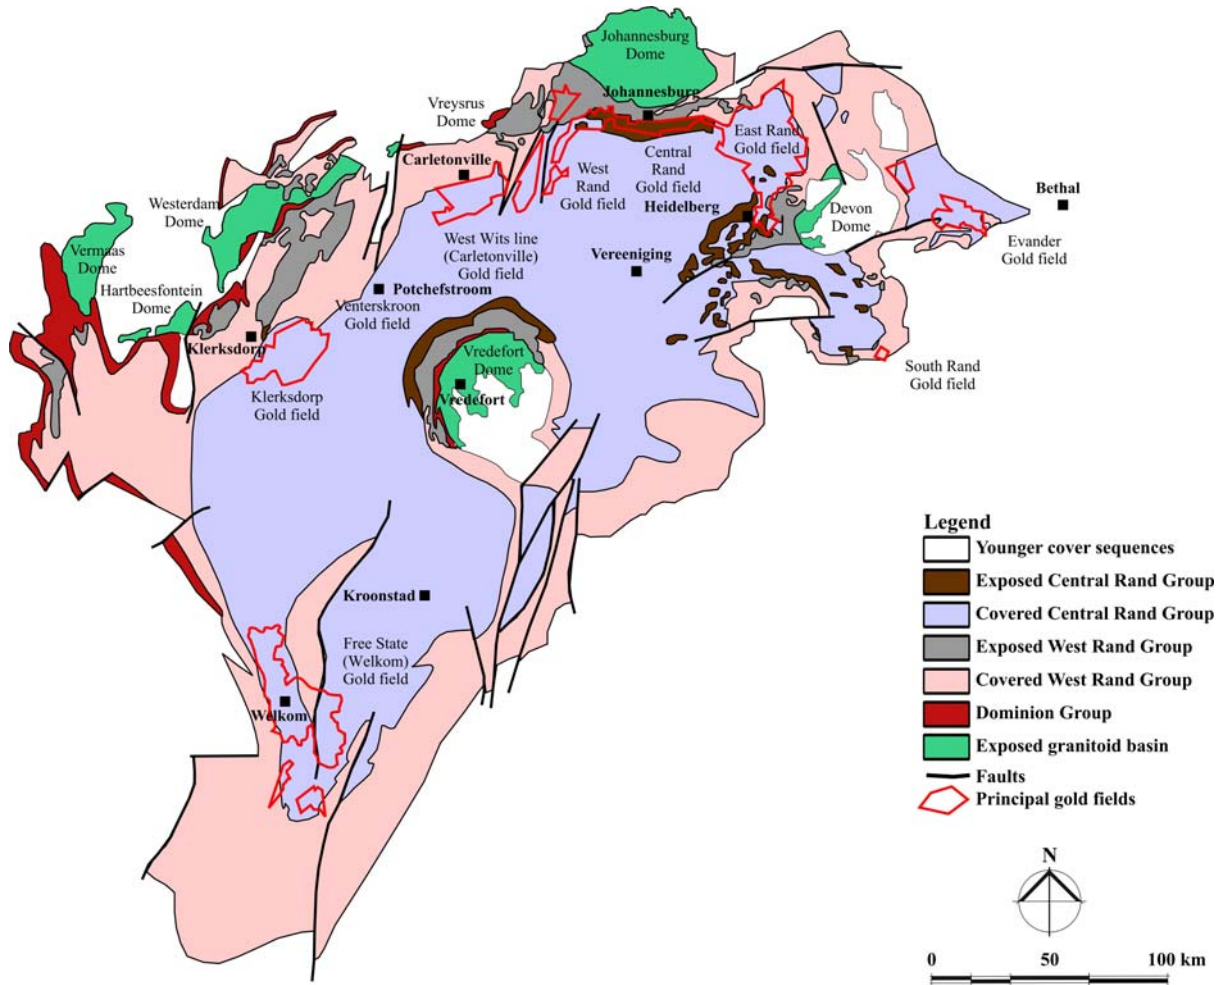 Johannesburg
Dome
Johannesburg
Vreysrus
Dome
Carletonville
East Rand
Gold field
Central
Rand
Gold field
West
Rand
Gold field
Heidelberg
Bethal
Devon
Dome
Evander
Gold field
Westerdam
Dome
Vermaas
Dome
Hartbeesfontein
Dome
West Wits line
(Carletonville)
Gold field
Vereeniging
Potchefstroom
Venterskroon
Gold field
Klerksdorp
Vredefort
Dome
Vredefort
South Rand
Gold field
Klerksdorp
Gold field
Kroonstad
Free State
(Welkom)
Gold field
Welkom
Legend
Younger cover sequences
Exposed Central Rand Group
Covered Central Rand Group
Exposed West Rand Group
Covered West Rand Group
Dominion Group
Exposed granitoid basin
Faults
Principal gold fields
N
0 50 100 km